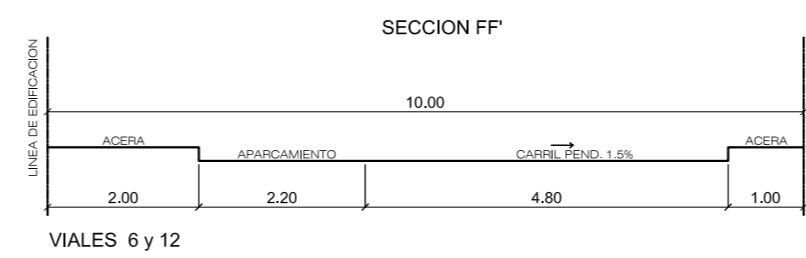 SECCION FF'
LINEA DE EDIFICACION
10.00
ACERA
APARCAMIENTO
CARRIL PEND. 1.5%
ACERA
2.00
2.20
4.80
1.00
VIALES 6 y 12